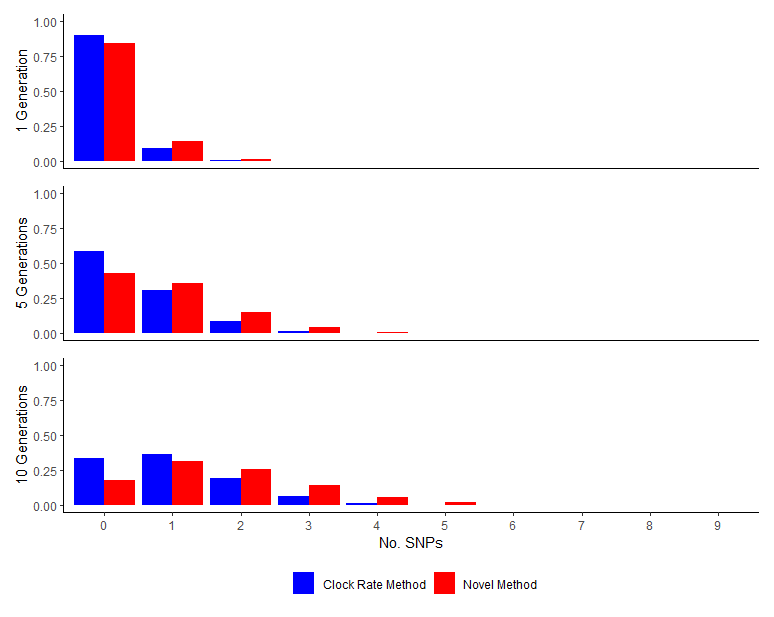 1 Generation
1.00
0.75
0.50
0.25
0.00
5 Generations
1.00
0.75
0.50
0.25
0.00
10 Generations
1.00
0.75
0.50
0.25
0.00
0 1 2 3 4 5 6 7 8 9
No. SNPs
Clock Rate Method Novel Method